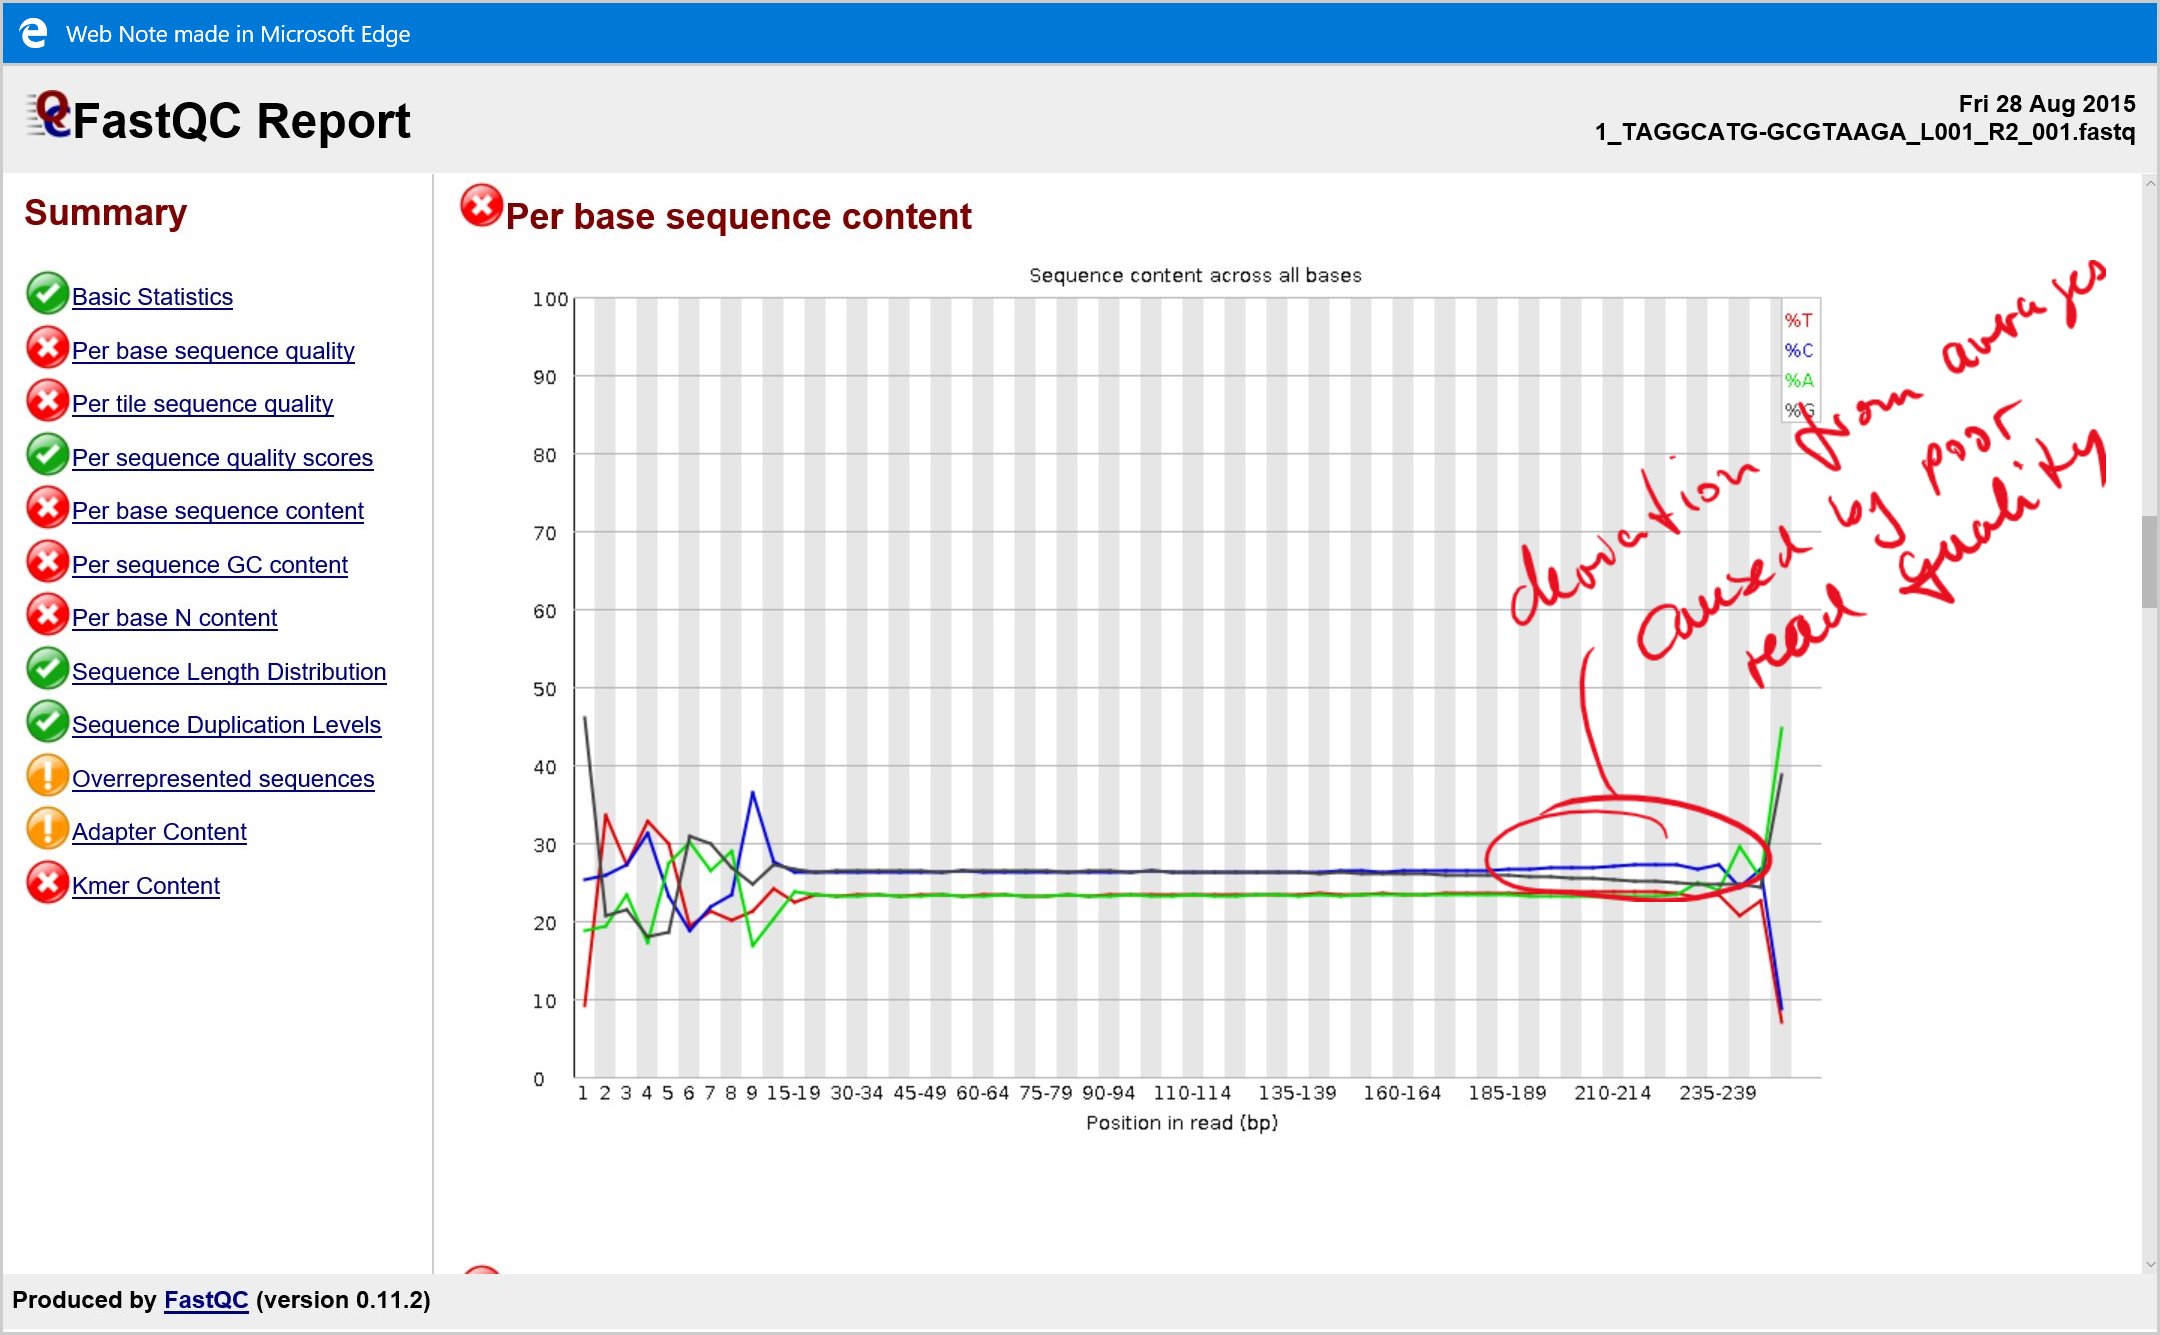 Web Note made in Microsoft Edge
FastQC Report
Fri 28 Aug 2015
1_TAGGCATG-GCGTAAGA_L001_R2_001.fastq
Summary
Basic Statistics
Per base sequence quality
Per tile sequence quality
Per sequence quality scores
Per base sequence content
Per sequence GC content
Per base N content
Sequence Length Distribution
Sequence Duplication Levels
Overrepresented sequences
Adapter Content
Kmer Content
Per base sequence content
Sequence content across all bases
100
90
80
70
60
50
40
30
20
10
0
%T
%C
%A
%G
deviation from averages
caused by poor
read quality
1 2 3 4 5 6 7 8 9 15-19 30-34 45-49 60-64 75-79 90-94 110-114 135-139 160-164 185-189 210-214 235-239
Position in read (bp)
Produced by FastQC (version 0.11.2)